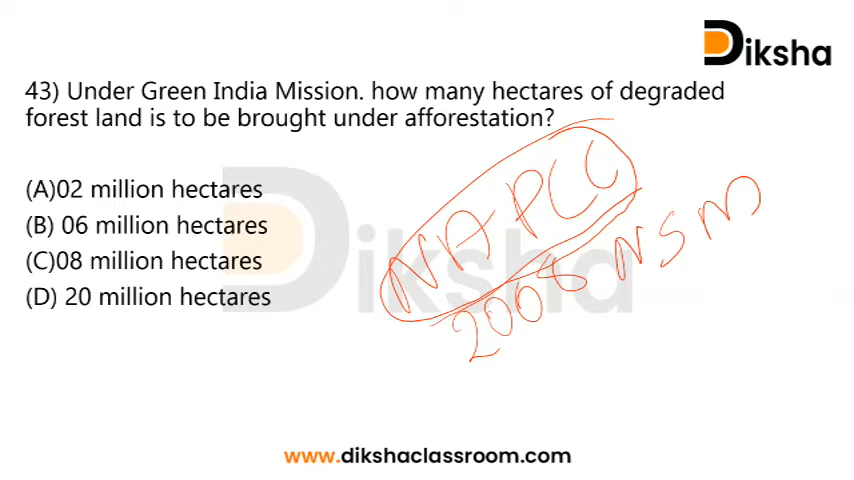 Diksha
43) Under Green India Mission. how many hectares of degraded
forest land is to be brought under afforestation?
(A)02 million hectares
(B) 06 million hectares
(C)08 million hectares
(D) 20 million hectares
Diksha
NAPCC
2008 NSM
www.dikshaclassroom.com